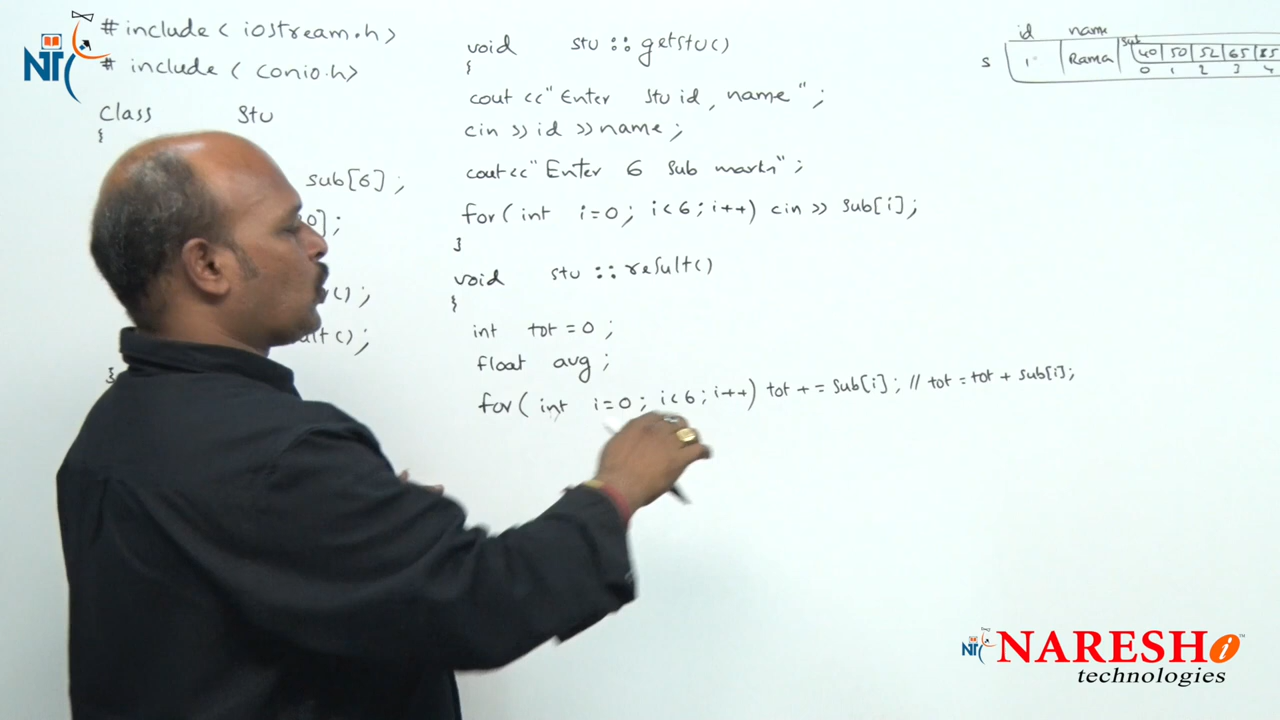 NTC
# include < iostream.h>
# include < conio.h>
Class Stu
{
sub[6];
];
();
();
}
void stu :: getstu()
{
cout <<"Enter Stu id, name";
cin >> id >> name;
cout<<"Enter 6 Sub marks";
for( int i=0; i<6; i++) cin >> sub[i];
}
void stu :: result()
{
int tot = 0;
float avg;
for( int i=0; i<6; i++) tot += sub[i]; // tot = tot + sub[i];
id name sub
s 1 Rama 40 50 52 65 85
0 1 2 3 4
NARESH i
technologies